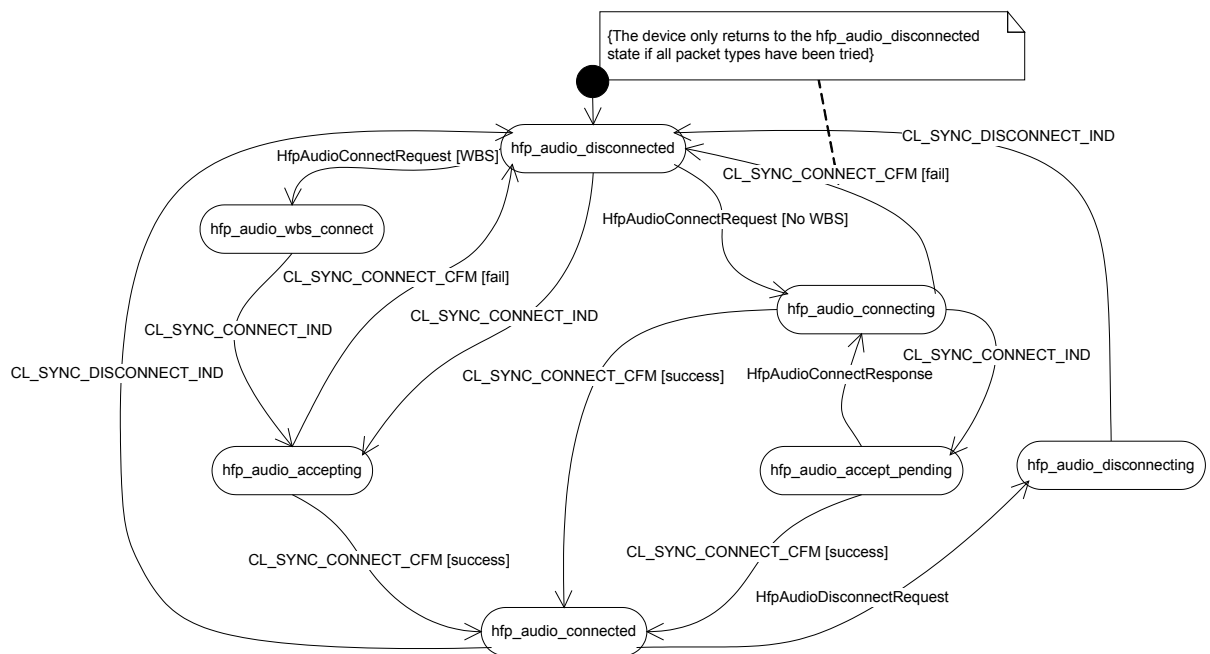 {The device only returns to the hfp_audio_disconnected
state if all packet types have been tried}
CL_SYNC_DISCONNECT_IND
hfp_audio_disconnected
HfpAudioConnectRequest [WBS]
CL_SYNC_CONNECT_CFM [fail]
hfp_audio_wbs_connect
HfpAudioConnectRequest [No WBS]
CL_SYNC_CONNECT_CFM [fail]
hfp_audio_connecting
CL_SYNC_CONNECT_IND
CL_SYNC_CONNECT_IND
CL_SYNC_CONNECT_IND
CL_SYNC_DISCONNECT_IND
CL_SYNC_CONNECT_CFM [success]
HfpAudioConnectResponse
hfp_audio_accepting
hfp_audio_accept_pending
hfp_audio_disconnecting
CL_SYNC_CONNECT_CFM [success]
CL_SYNC_CONNECT_CFM [success]
HfpAudioDisconnectRequest
hfp_audio_connected